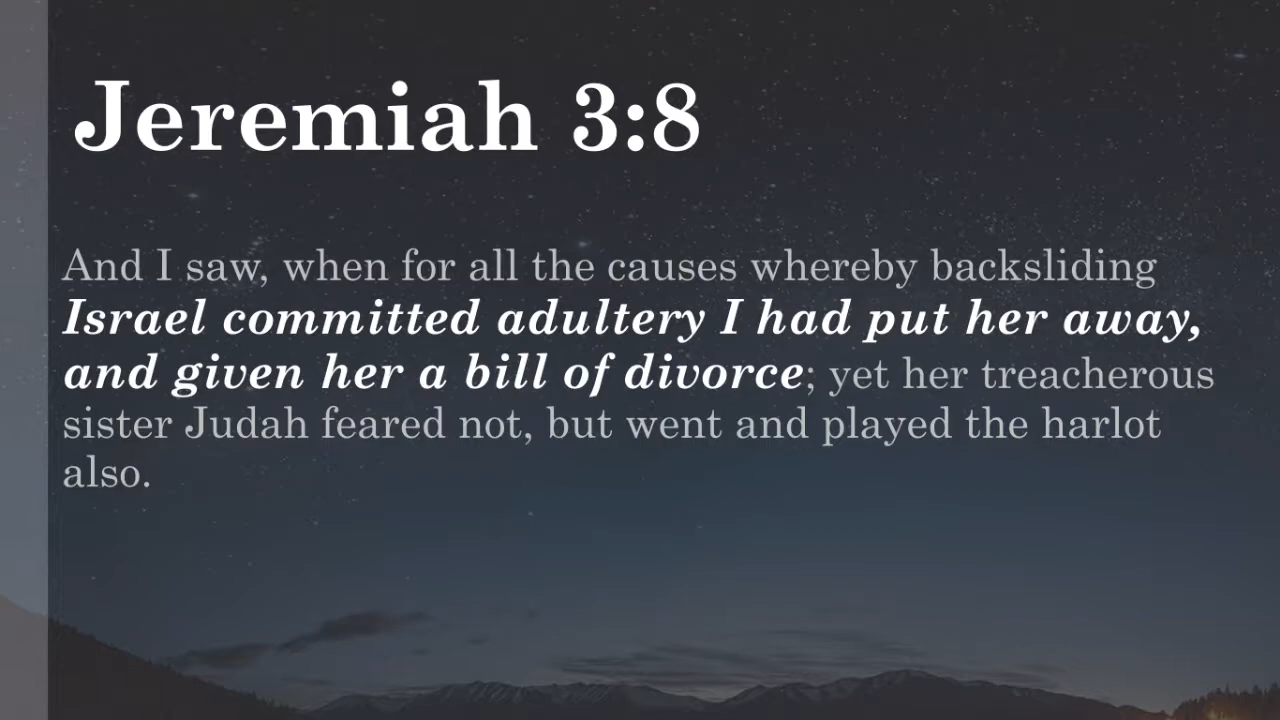 Jeremiah 3:8
And I saw, when for all the causes whereby backsliding
Israel committed adultery I had put her away,
and given her a bill of divorce; yet her treacherous
sister Judah feared not, but went and played the harlot
also.